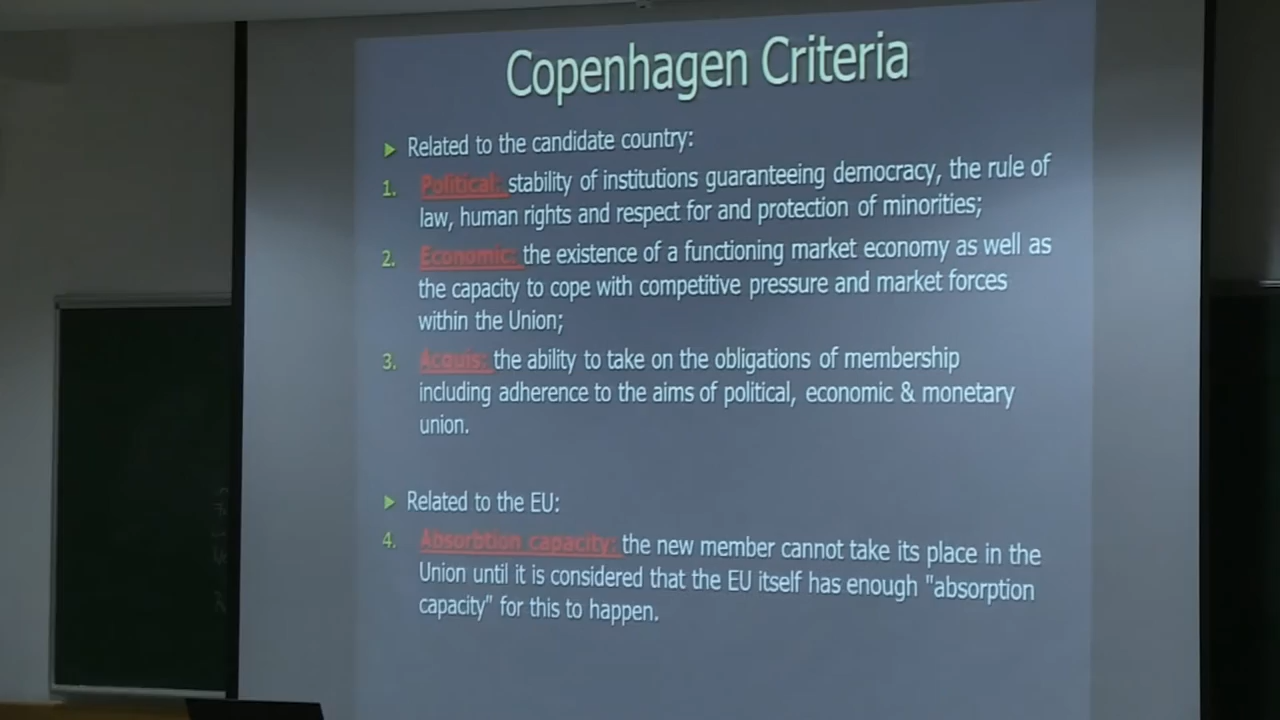 Copenhagen Criteria
Related to the candidate country:
1. Political: stability of institutions guaranteeing democracy, the rule of
law, human rights and respect for and protection of minorities;
2. Economic: the existence of a functioning market economy as well as
the capacity to cope with competitive pressure and market forces
within the Union;
3. Acquis: the ability to take on the obligations of membership
including adherence to the aims of political, economic & monetary
union.
Related to the EU:
4. Absorbtion capacity: the new member cannot take its place in the
Union until it is considered that the EU itself has enough "absorption
capacity" for this to happen.